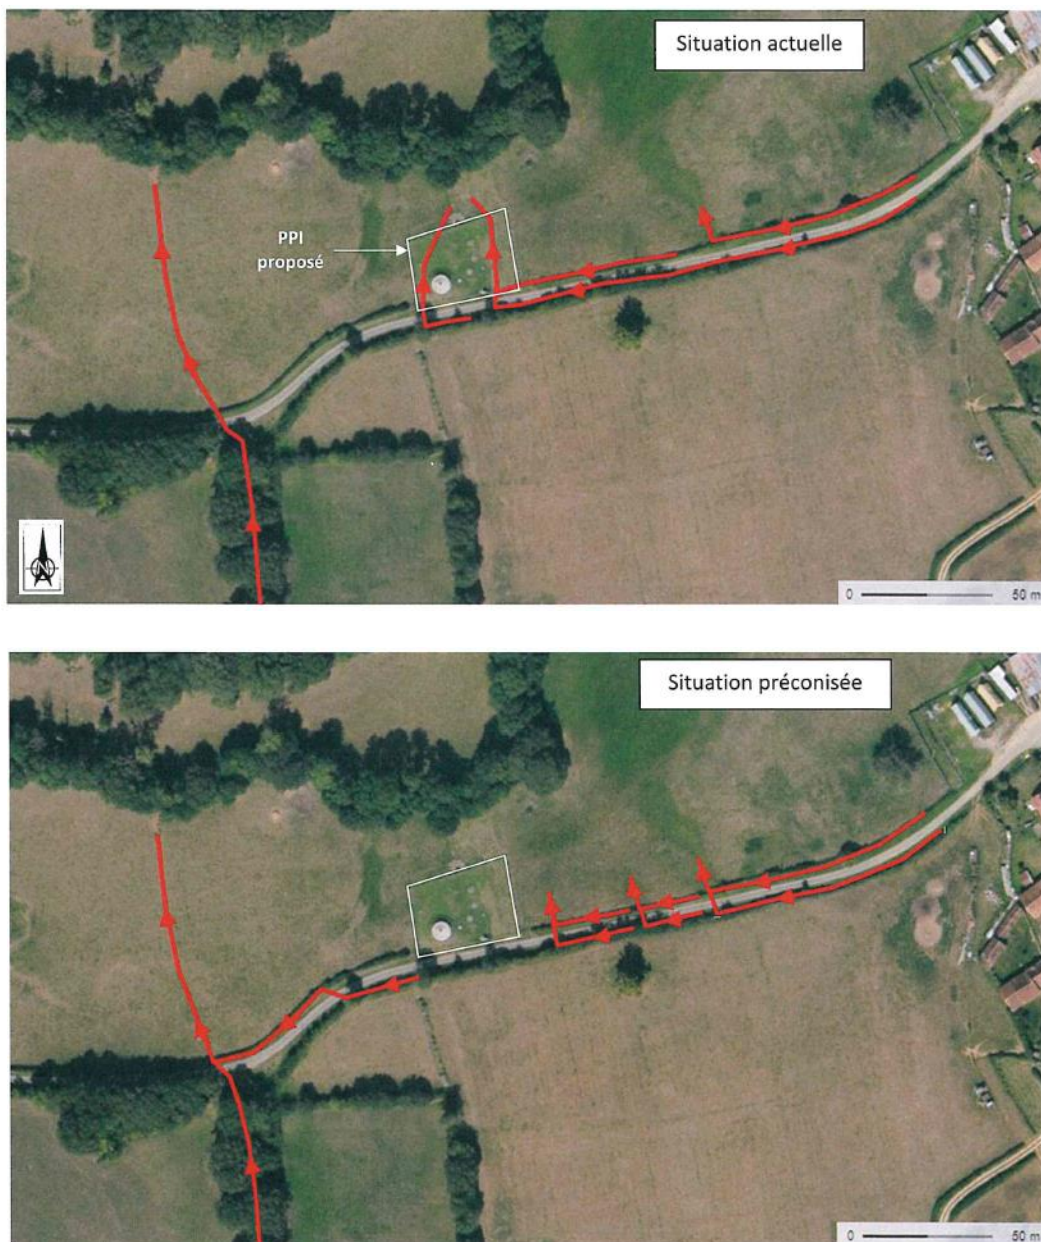 Situation actuelle
PPI
proposé
N
0 50 m
Situation préconisée
0 50 m